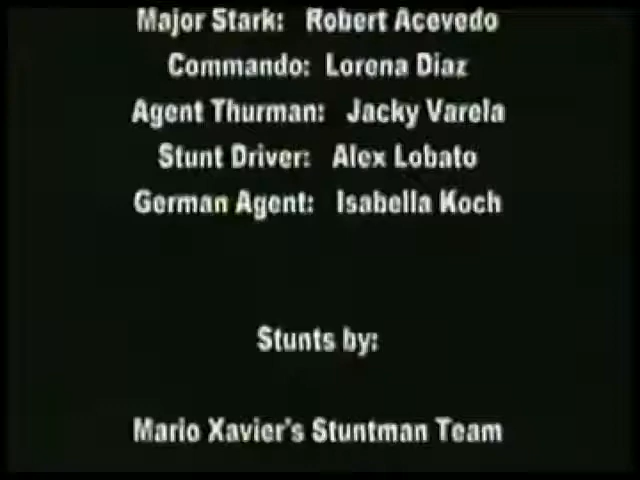 Major Stark: Robert Acevedo
Commando: Lorena Diaz
Agent Thurman: Jacky Varela
Stunt Driver: Alex Lobato
German Agent: Isabella Koch
Stunts by:
Mario Xavier's Stuntman Team